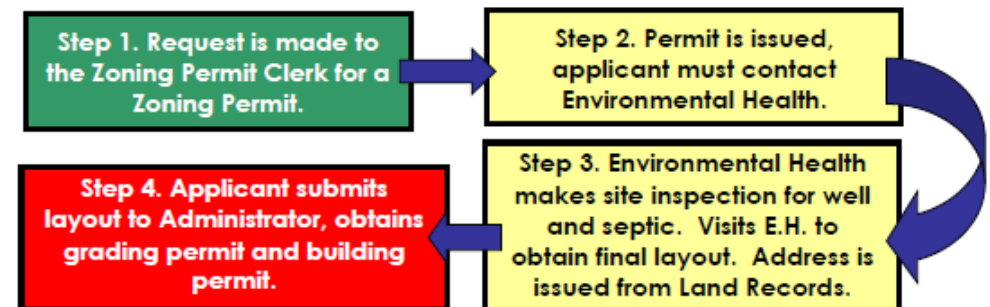 Step 1. Request is made to
the Zoning Permit Clerk for a
Zoning Permit.
Step 2. Permit is issued,
applicant must contact
Environmental Health.
Step 3. Environmental Health
makes site inspection for well
and septic. Visits E.H. to
obtain final layout. Address is
issued from Land Records.
Step 4. Applicant submits
layout to Administrator, obtains
grading permit and building
permit.